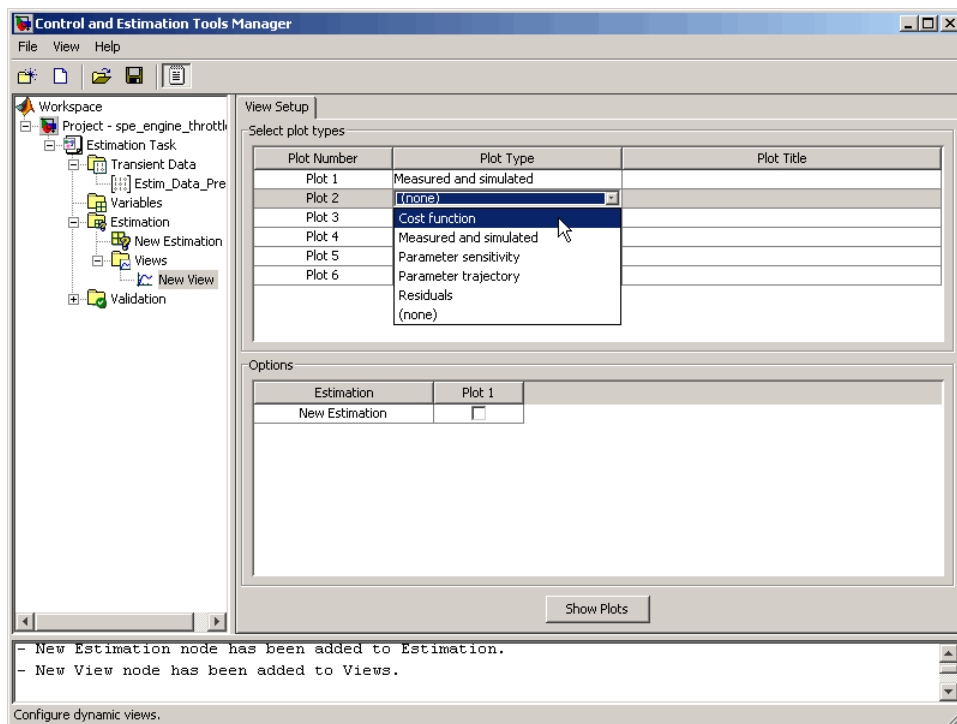 Control and Estimation Tools Manager
File View Help
Workspace
Project - spe_engine_throttl
Estimation Task
Transient Data
Estim_Data_Pre
Variables
Estimation
New Estimation
Views
New View
Validation
View Setup
Select plot types
Plot Number Plot Type Plot Title
Plot 1 Measured and simulated
Plot 2 (none)
Plot 3
Plot 4
Plot 5
Plot 6
Cost function
Measured and simulated
Parameter sensitivity
Parameter trajectory
Residuals
(none)
Options
Estimation Plot 1
New Estimation
Show Plots
- New Estimation node has been added to Estimation.
- New View node has been added to Views.
Configure dynamic views.